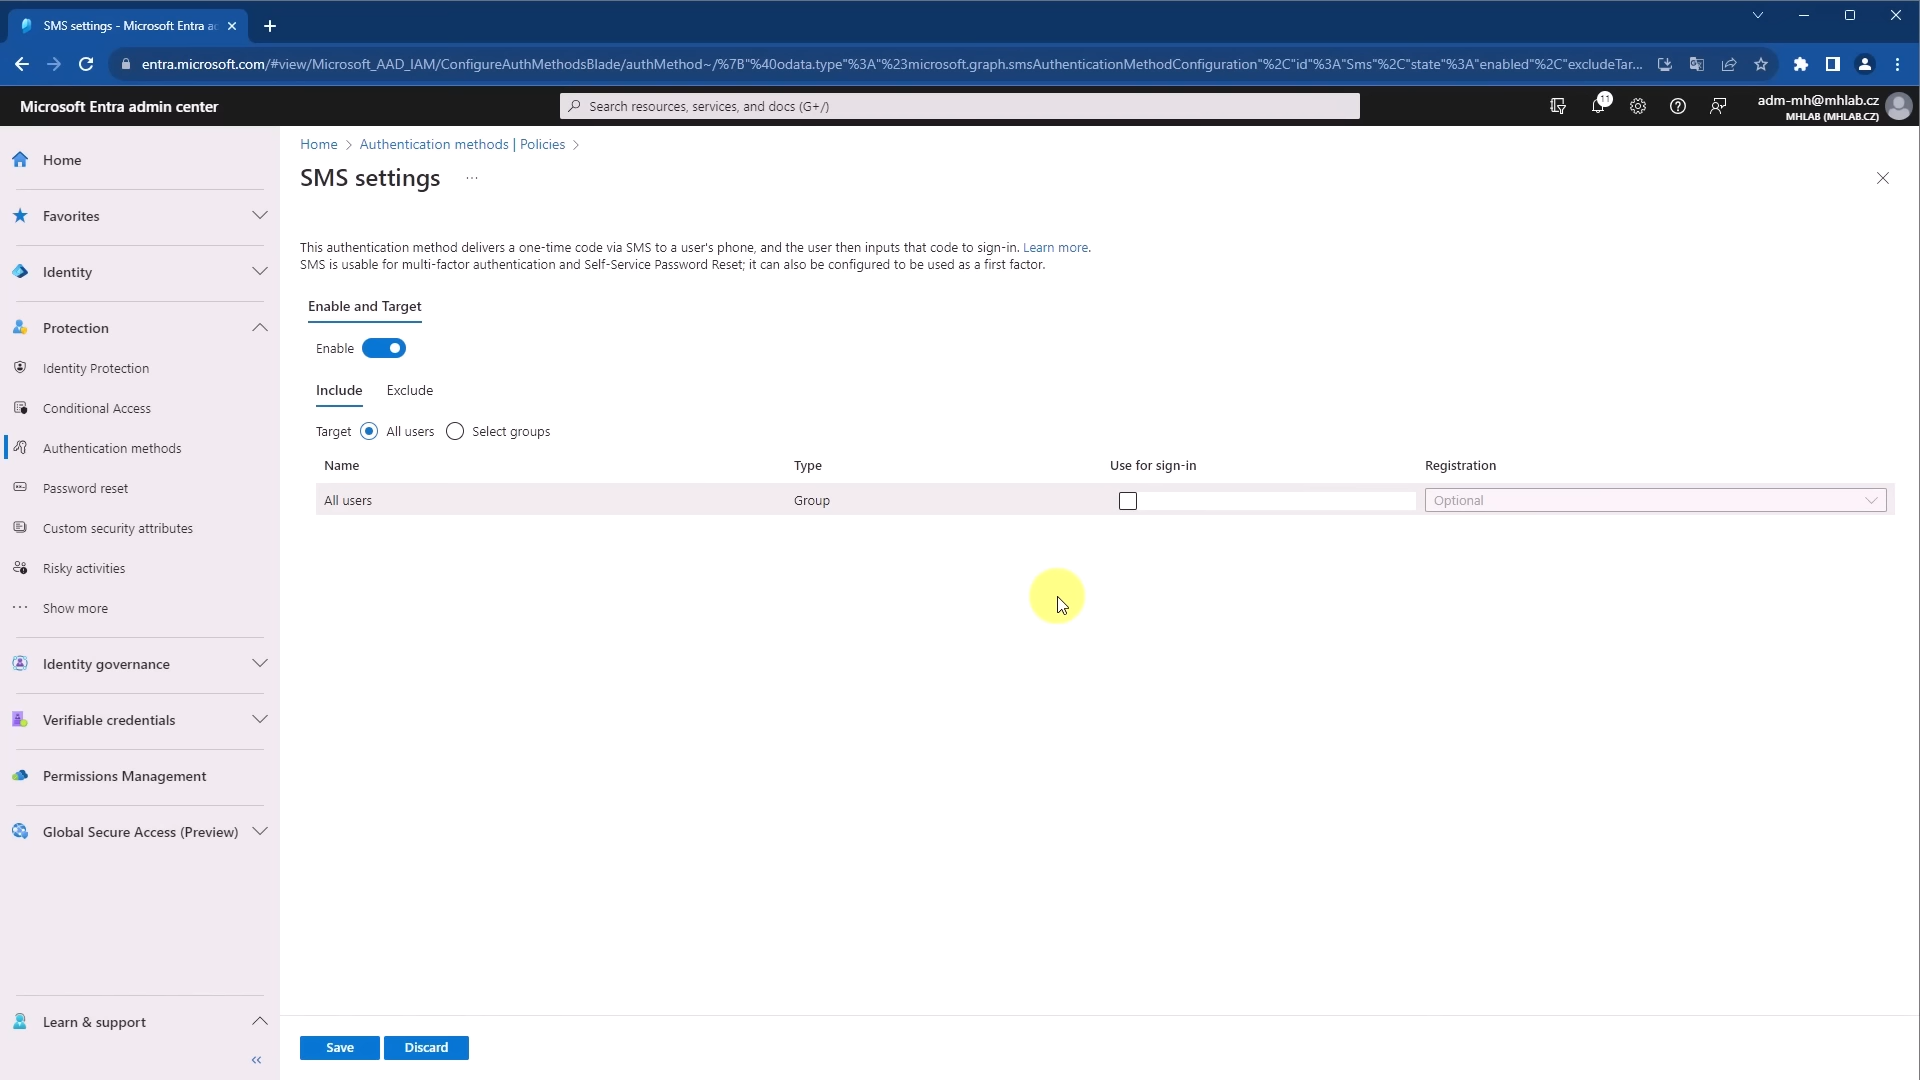 SMS settings - Microsoft Entra a
entra.microsoft.com/#view/Microsoft_AAD_IAM/ConfigureAuthMethodsBlade/authMethod~/%7B"%40odata.type"%3A"%23microsoft.graph.smsAuthenticationMethodConfiguration"%2C"id"%3A"Sms"%2C"state"%3A"enabled"%2C"excludeTar...
Microsoft Entra admin center
Search resources, services, and docs (G+/)
11
adm-mh@mhlab.cz
MHLAB (MHLAB.CZ)
Home
Favorites
Identity
Protection
Identity Protection
Conditional Access
Authentication methods
Password reset
Custom security attributes
Risky activities
Show more
Identity governance
Verifiable credentials
Permissions Management
Global Secure Access (Preview)
Learn & support
Home > Authentication methods | Policies >
SMS settings ...
This authentication method delivers a one-time code via SMS to a user's phone, and the user then inputs that code to sign-in. Learn more.
SMS is usable for multi-factor authentication and Self-Service Password Reset; it can also be configured to be used as a first factor.
Enable and Target
Enable
Include Exclude
Target All users Select groups
Name Type Use for sign-in Registration
All users Group Optional
Save Discard